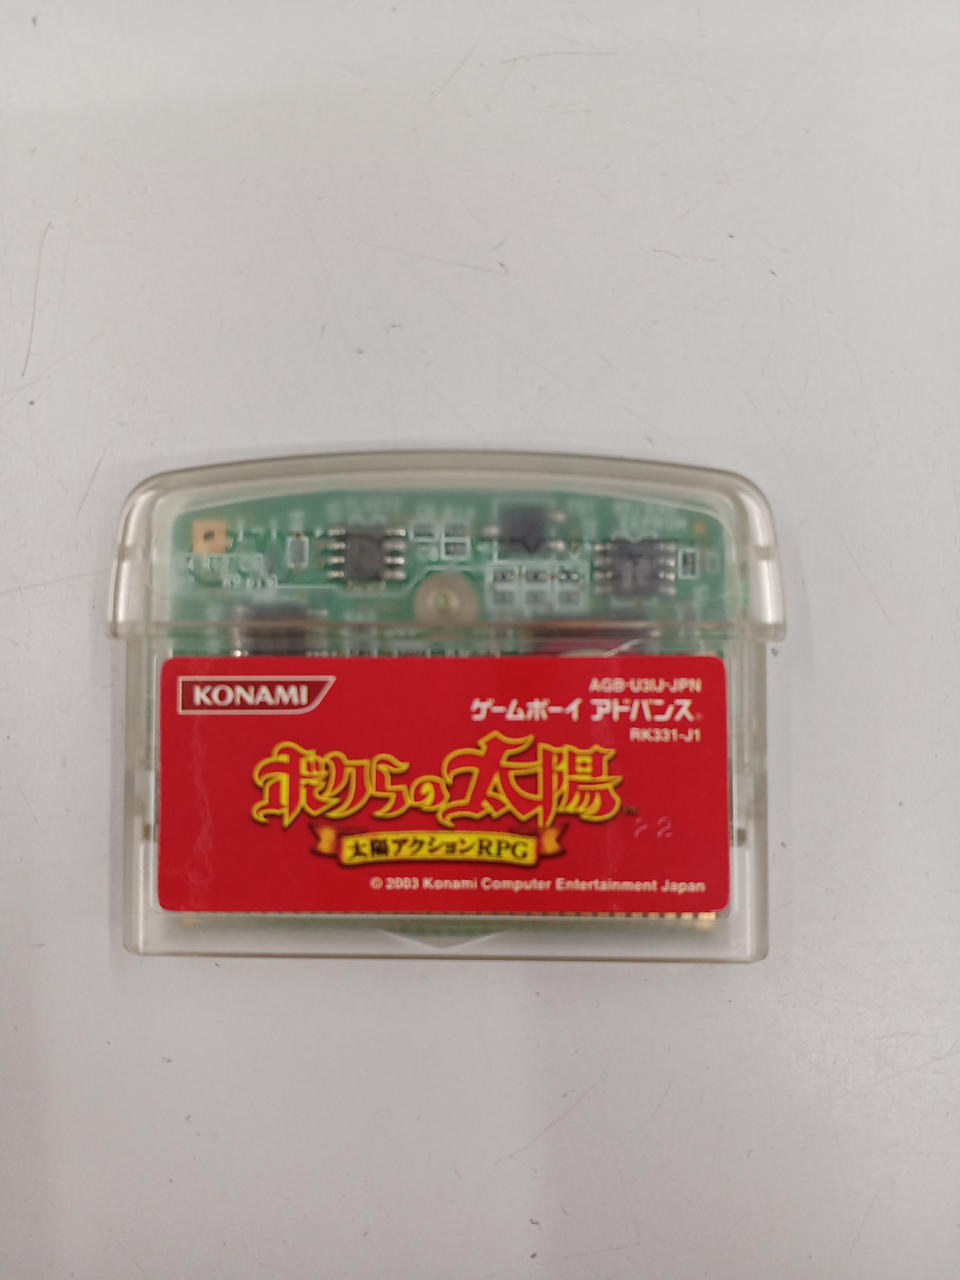 KONAMI
AGB-U3IJ-JPN
ゲームボーイ アドバンス
RK331-J1
ボクらの太陽™
太陽アクションRPG
© 2003 Konami Computer Entertainment Japan